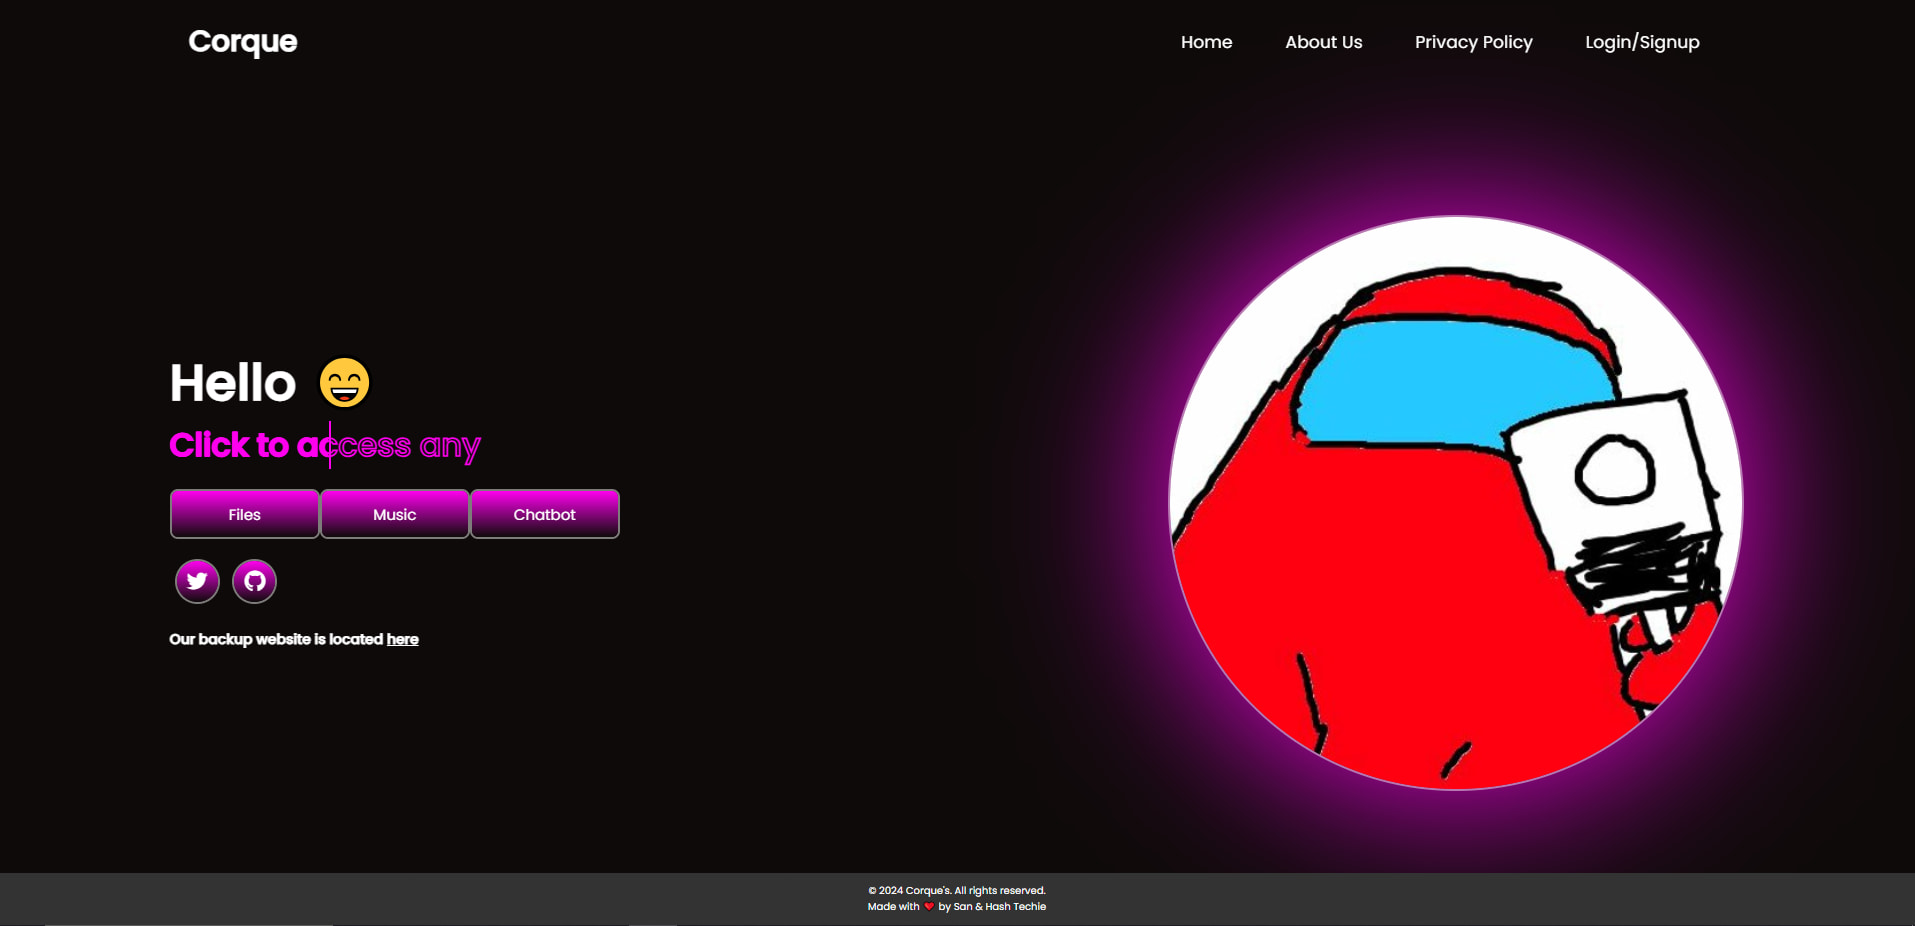 Corque
Home
About Us
Privacy Policy
Login/Signup
Hello 😄
Click to access any
Files
Music
Chatbot
Our backup website is located here
© 2024 Corque's. All rights reserved.
Made with ❤️ by San & Hash Techie